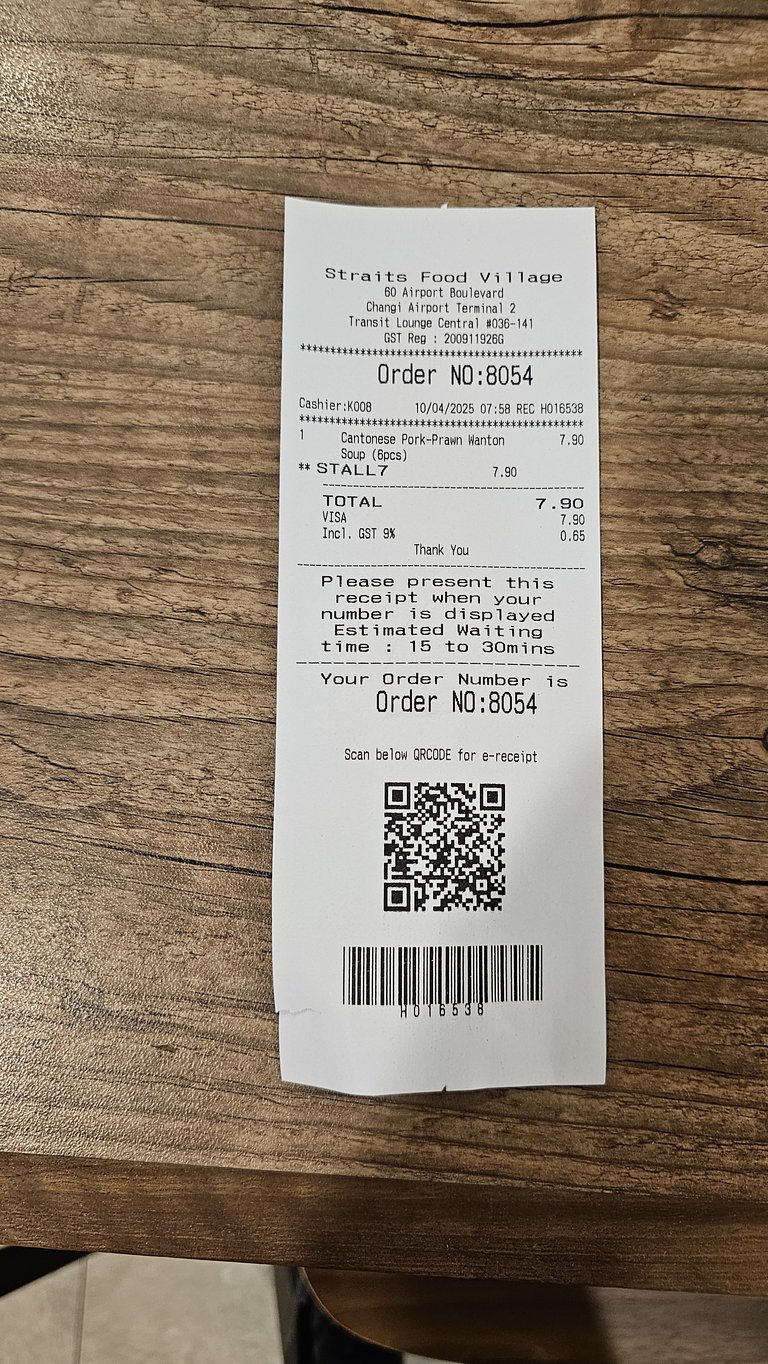 Straits Food Village
60 Airport Boulevard
Changi Airport Terminal 2
Transit Lounge Central #036-141
GST Reg : 200911926G
************************************************
Order NO:8054
Cashier:K008 10/04/2025 07:58 REC H016538
************************************************
1 Cantonese Pork-Prawn Wanton 7.90
Soup (6pcs)
** STALL7 7.90
------------------------------------------------
TOTAL 7.90
VISA 7.90
Incl. GST 9% 0.65
Thank You
------------------------------------------------
Please present this
receipt when your
number is displayed
Estimated Waiting
time : 15 to 30mins
------------------------------------------------
Your Order Number is
Order NO:8054
Scan below QRCODE for e-receipt
H016538